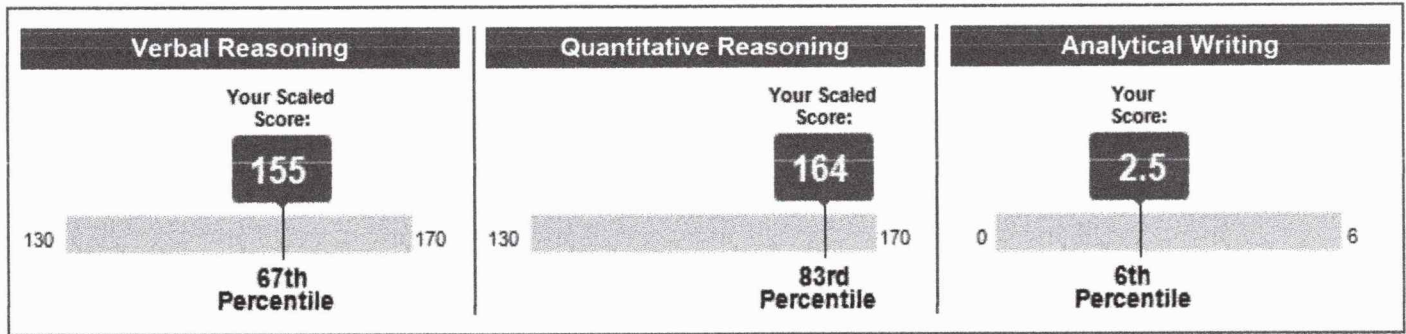 Verbal Reasoning
Your Scaled
Score:
155
130
170
67th
Percentile
Quantitative Reasoning
Your Scaled
Score:
164
130
170
83rd
Percentile
Analytical Writing
Your
Score:
2.5
0
6
6th
Percentile